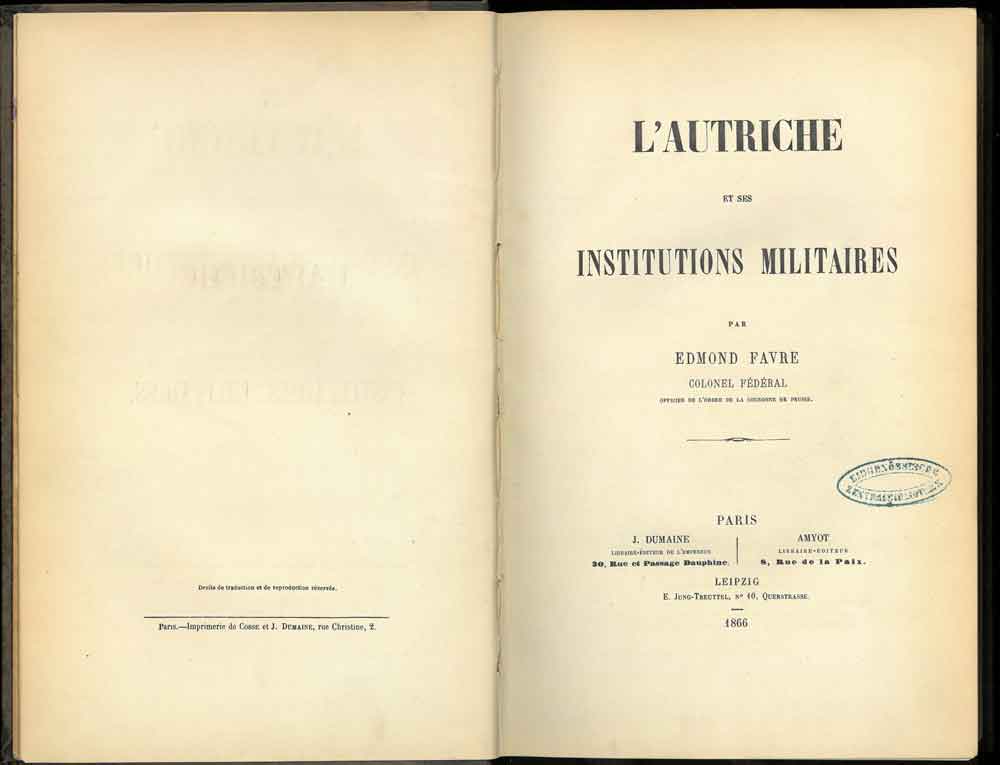 Droits de traduction et de reproduction réservés.
Paris.—Imprimerie de Cosse et J. Dumaine, rue Christine, 2.
L'AUTRICHE
ET SES
INSTITUTIONS MILITAIRES
PAR
EDMOND FAVRE
COLONEL FÉDÉRAL
OFFICIER DE L'ORDRE DE LA COURONNE DE PRUSSE.
EIDGENÖSSISCHE
ZENTRALBIBLIOTHEK
PARIS
J. DUMAINE
LIBRAIRE-ÉDITEUR DE L'EMPEREUR
30, Rue et Passage Dauphine.
AMYOT
LIBRAIRE-ÉDITEUR
8, Rue de la Paix.
LEIPZIG
E. Jung-Treuttel, No 10, Querstrasse.
1866